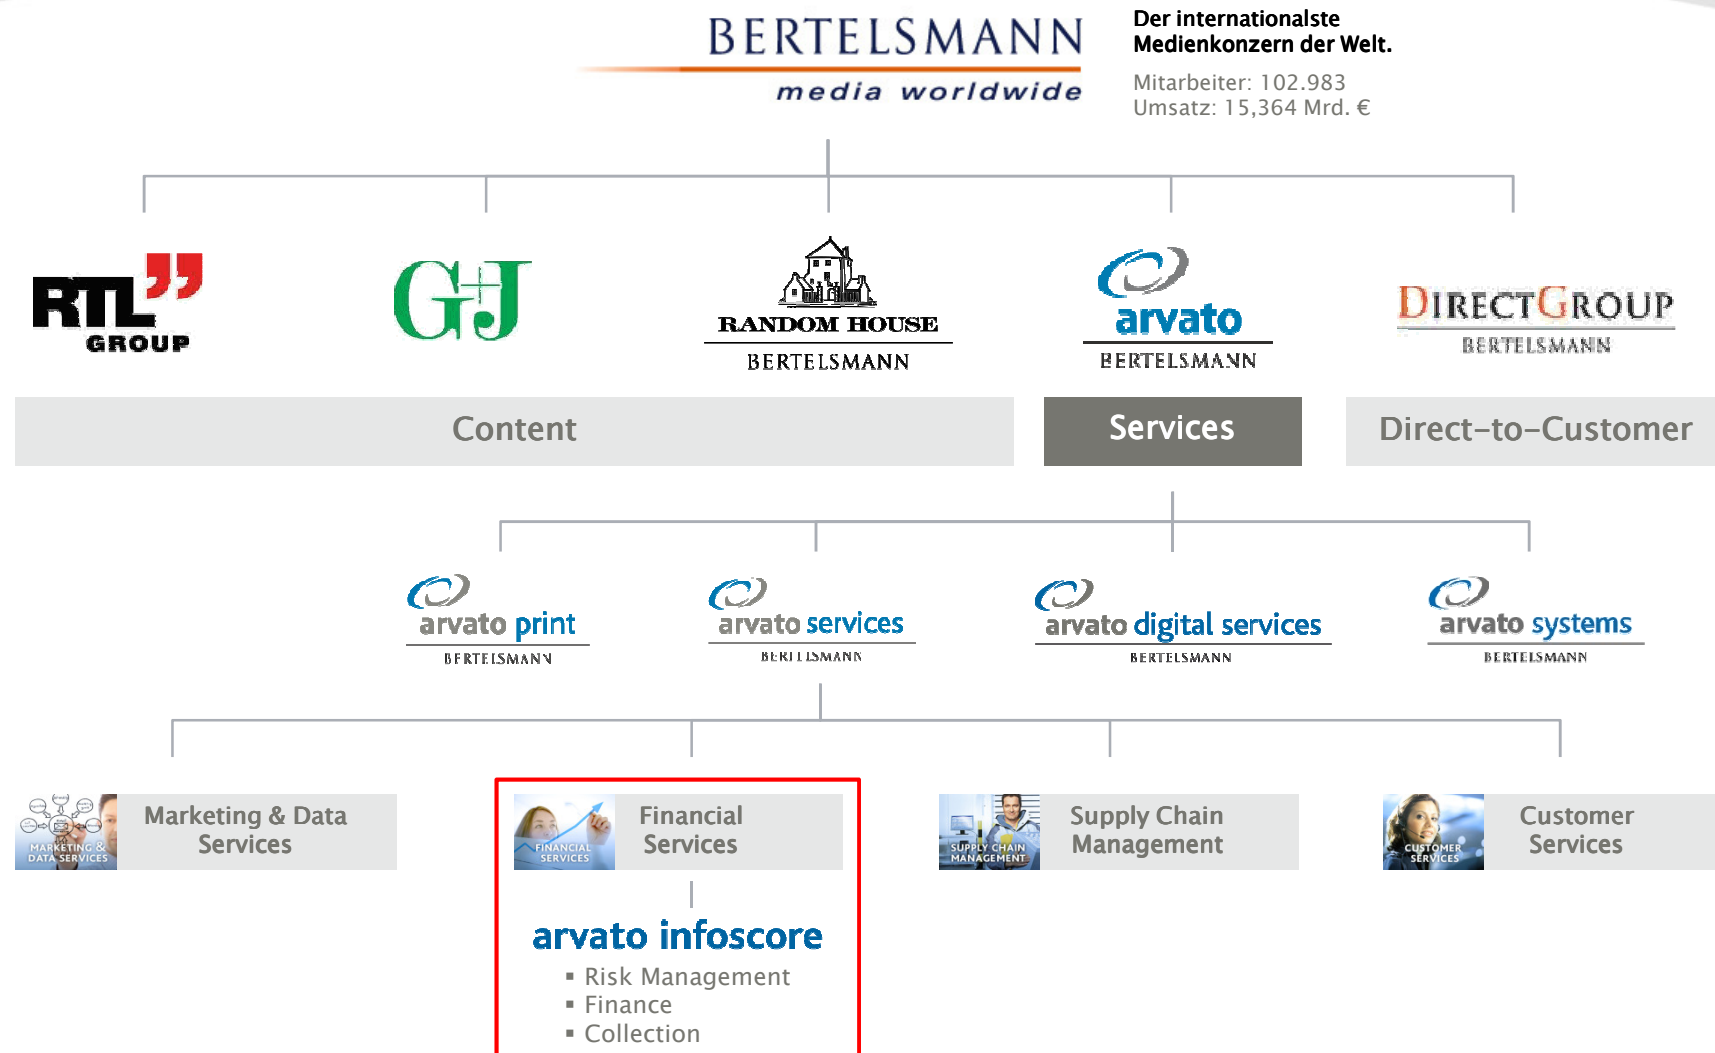 BERTELSMANN
media worldwide
Der internationalste
Medienkonzern der Welt.
Mitarbeiter: 102.983
Umsatz: 15,364 Mrd. €
RTL
GROUP
G+J
RANDOM HOUSE
BERTELSMANN
arvato
BERTELSMANN
DIRECTGROUP
BERTELSMANN
Content
Services
Direct-to-Customer
arvato print
BERTELSMANN
arvato services
BERTELSMANN
arvato digital services
BERTELSMANN
arvato systems
BERTELSMANN
MARKETING &
DATA SERVICES
Marketing & Data
Services
FINANCIAL
SERVICES
Financial
Services
SUPPLY CHAIN
MANAGEMENT
Supply Chain
Management
CUSTOMER
SERVICES
Customer
Services
arvato infoscore
▪ Risk Management
▪ Finance
▪ Collection